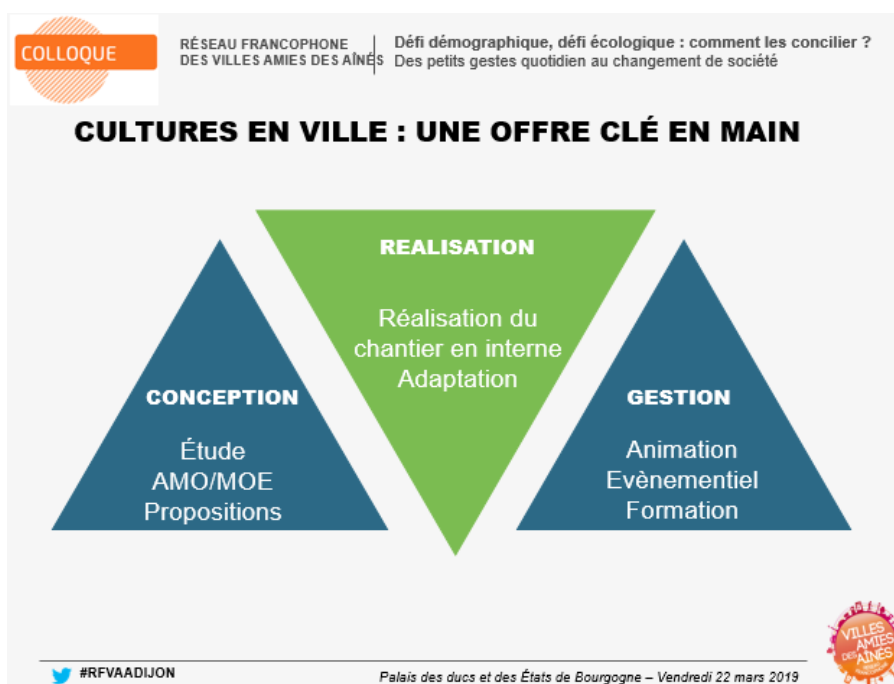 COLLOQUE
RÉSEAU FRANCOPHONE
DES VILLES AMIES DES AÎNÉS
Défi démographique, défi écologique : comment les concilier ?
Des petits gestes quotidien au changement de société
CULTURES EN VILLE : UNE OFFRE CLÉ EN MAIN
CONCEPTION
Étude
AMO/MOE
Propositions
REALISATION
Réalisation du
chantier en interne
Adaptation
GESTION
Animation
Evènementiel
Formation
VILLES
AMIES
DES AÎNÉS
#RFVAADIJON
Palais des ducs et des États de Bourgogne – Vendredi 22 mars 2019